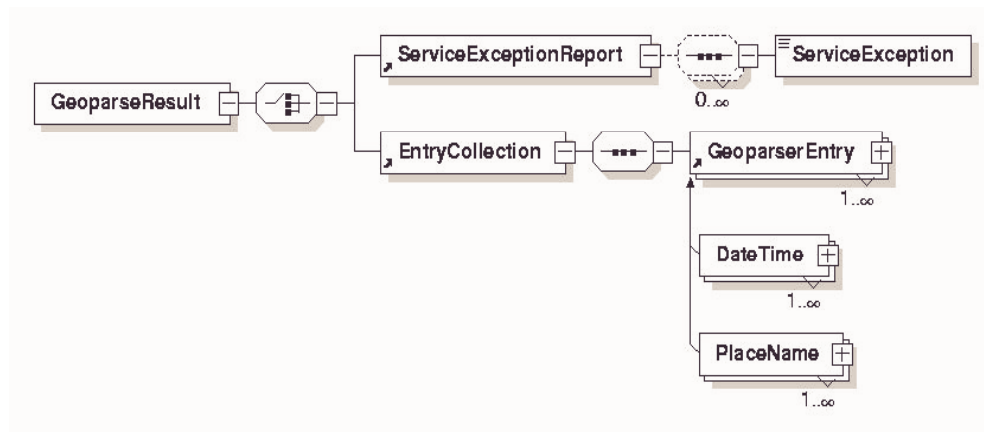 ServiceExceptionReport
ServiceException
0..∞
GeoparseResult
EntryCollection
GeoparserEntry
1..∞
DateTime
1..∞
PlaceName
1..∞